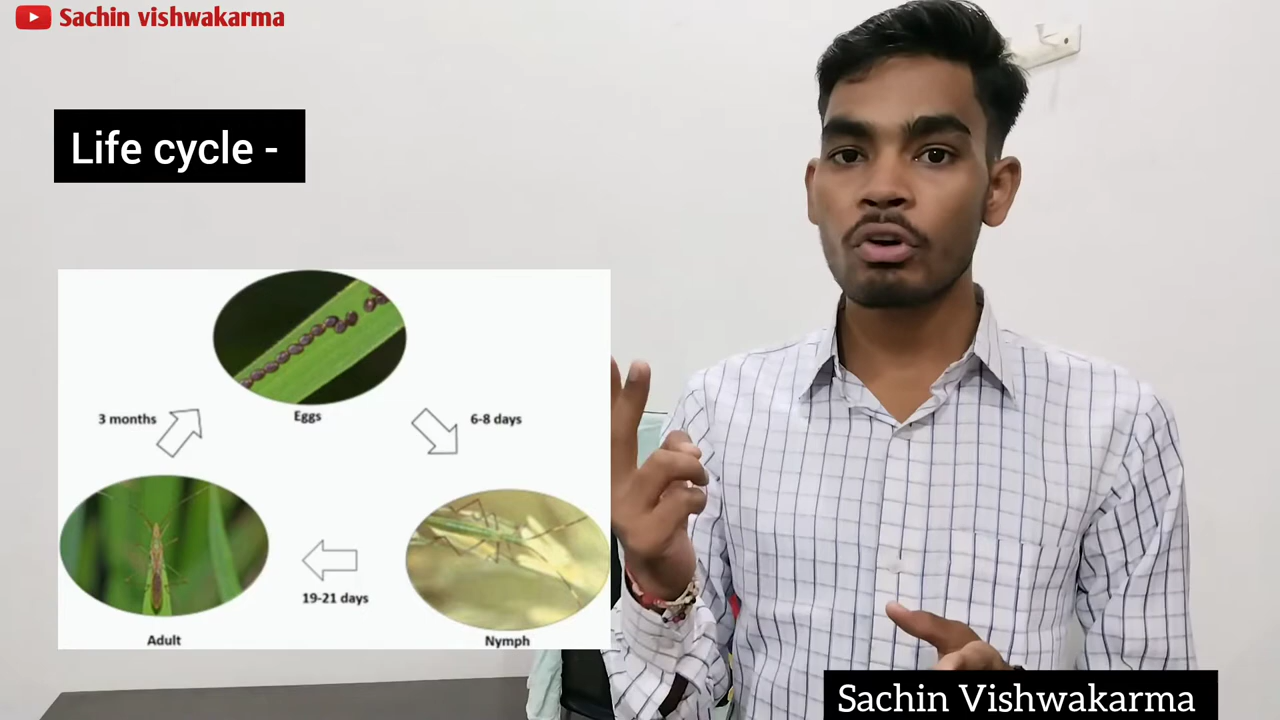 Sachin vishwakarma
Life cycle -
Eggs
3 months
6-8 days
19-21 days
Adult
Nymph
Sachin Vishwakarma